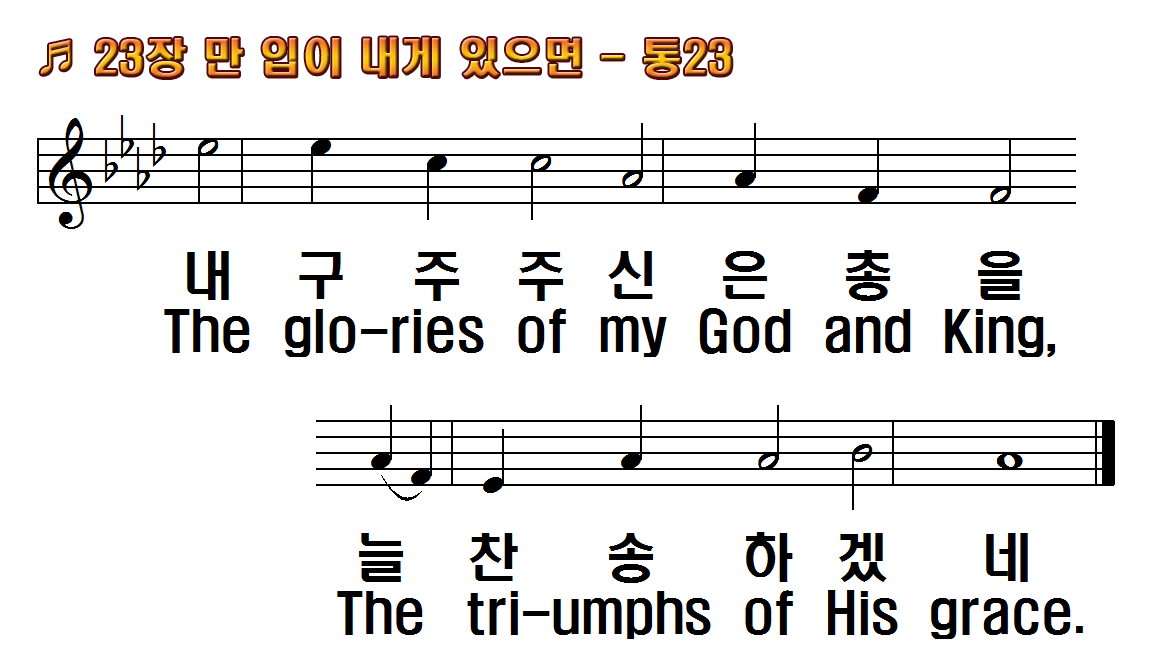 ♬ 23장 만 입이 내게 있으면 - 통23
내 구 주 주 신 은 총 을
The glo-ries of my God and King,
늘 찬 송 하 겠 네
The tri-umphs of His grace.